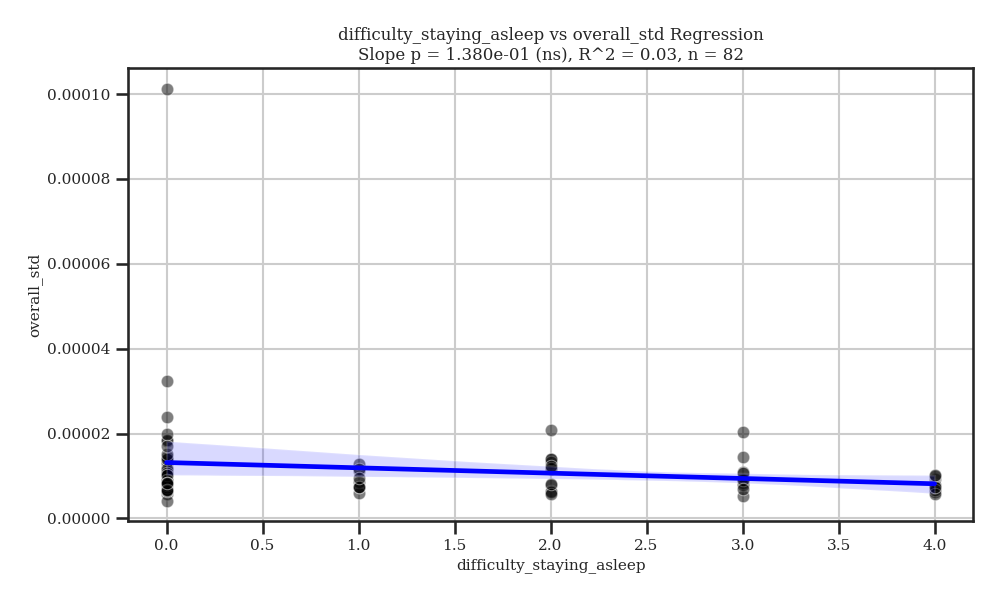 difficulty_staying_asleep vs overall_std Regression
Slope p = 1.380e-01 (ns), R^2 = 0.03, n = 82
overall_std
0.00010
0.00008
0.00006
0.00004
0.00002
0.00000
0.0 0.5 1.0 1.5 2.0 2.5 3.0 3.5 4.0
difficulty_staying_asleep